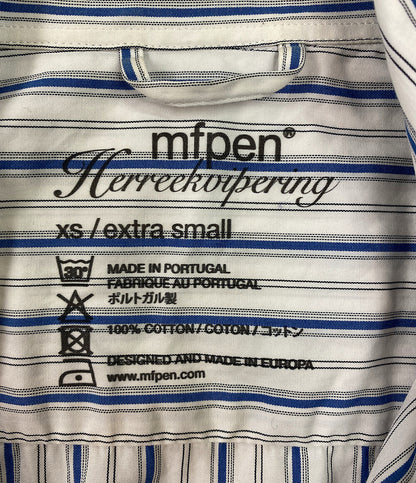 mfpen®
Herreekvipering
xs / extra small
30°
MADE IN PORTUGAL
FABRIQUE AU PORTUGAL
ポルトガル製
100% COTTON / COTON / コットン
DESIGNED AND MADE IN EUROPA
www.mfpen.com